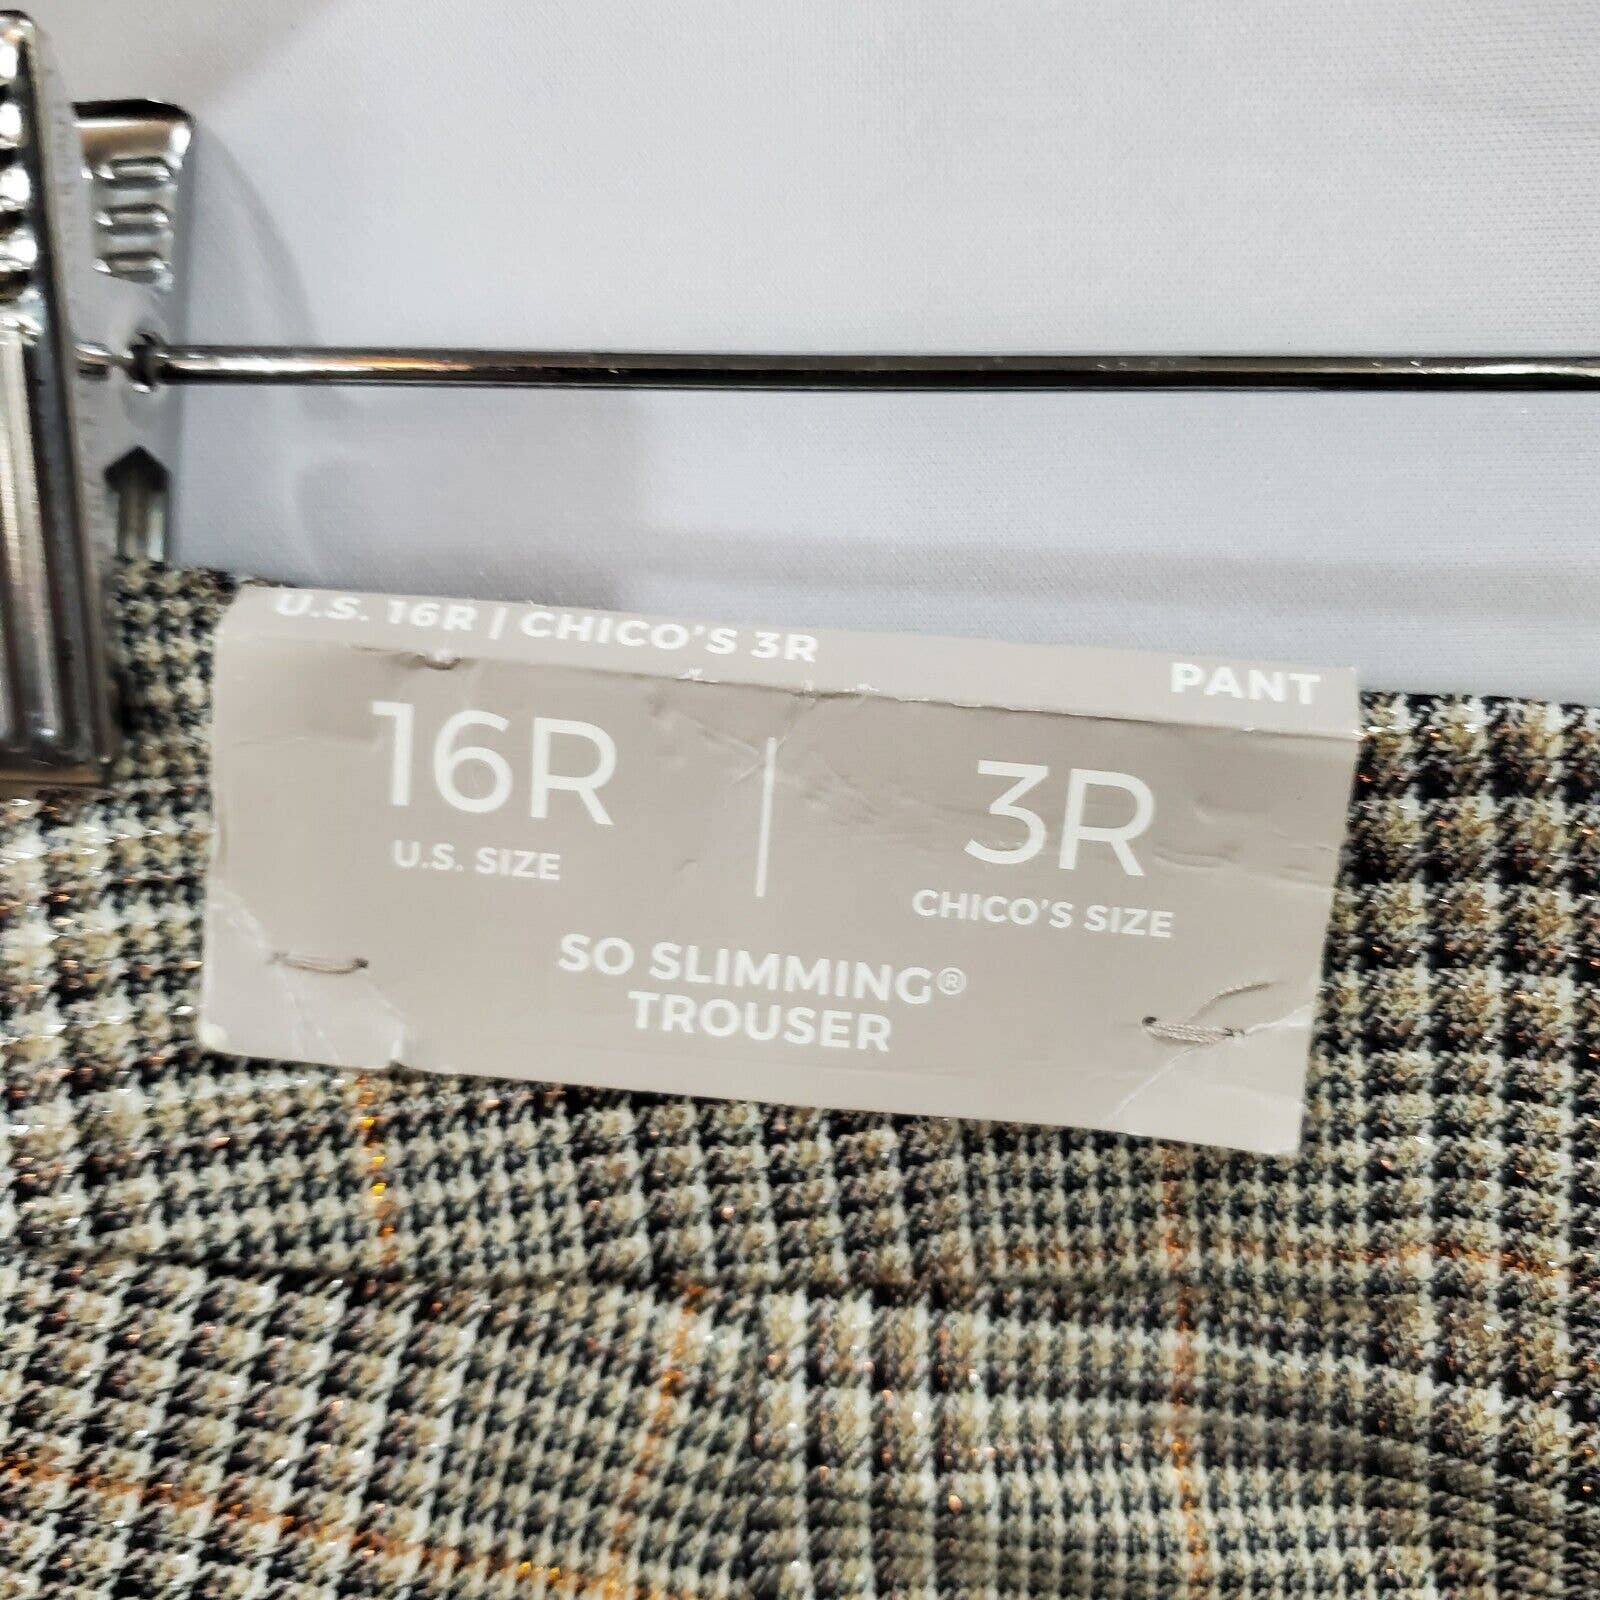 U.S. 16R | CHICO'S 3R PANT
16R | 3R
U.S. SIZE CHICO'S SIZE
SO SLIMMING®
TROUSER